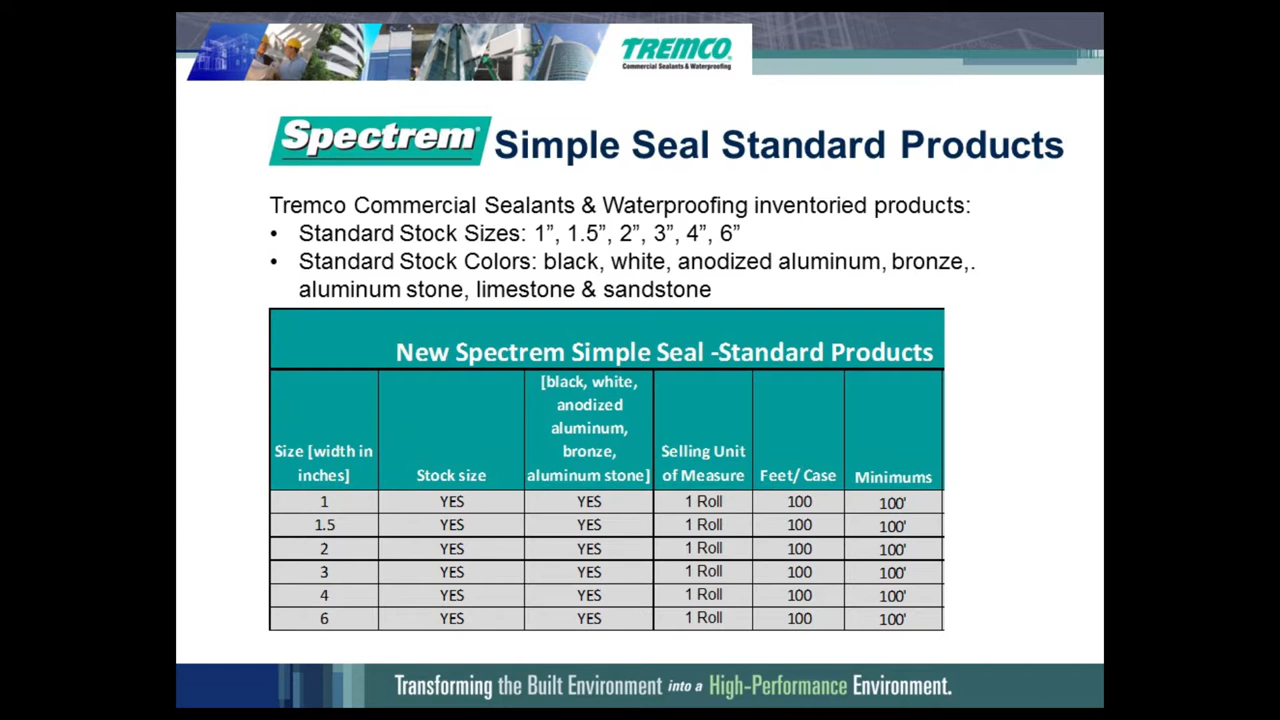 TREMCO
Commercial Sealants & Waterproofing
Spectrem® Simple Seal Standard Products
Tremco Commercial Sealants & Waterproofing inventoried products:
• Standard Stock Sizes: 1”, 1.5”, 2”, 3”, 4”, 6”
• Standard Stock Colors: black, white, anodized aluminum, bronze,.
aluminum stone, limestone & sandstone
New Spectrem Simple Seal -Standard Products
Size [width in inches] Stock size [black, white, anodized aluminum, bronze, aluminum stone] Selling Unit of Measure Feet/ Case Minimums
1 YES YES 1 Roll 100 100'
1.5 YES YES 1 Roll 100 100'
2 YES YES 1 Roll 100 100'
3 YES YES 1 Roll 100 100'
4 YES YES 1 Roll 100 100'
6 YES YES 1 Roll 100 100'
Transforming the Built Environment into a High-Performance Environment.